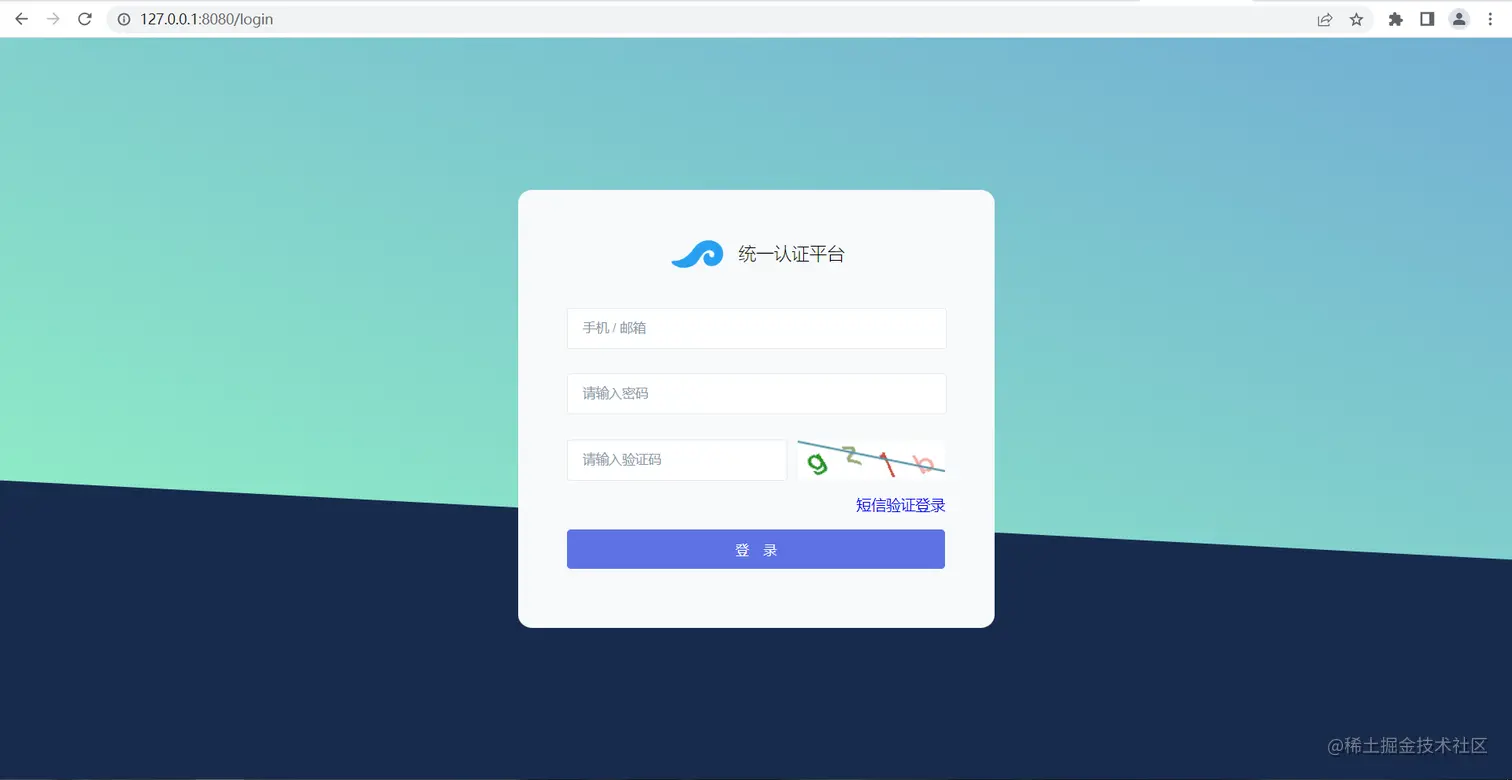 127.0.0.1:8080/login
统一认证平台
手机 / 邮箱
请输入密码
请输入验证码
短信验证登录
登 录
@稀土掘金技术社区